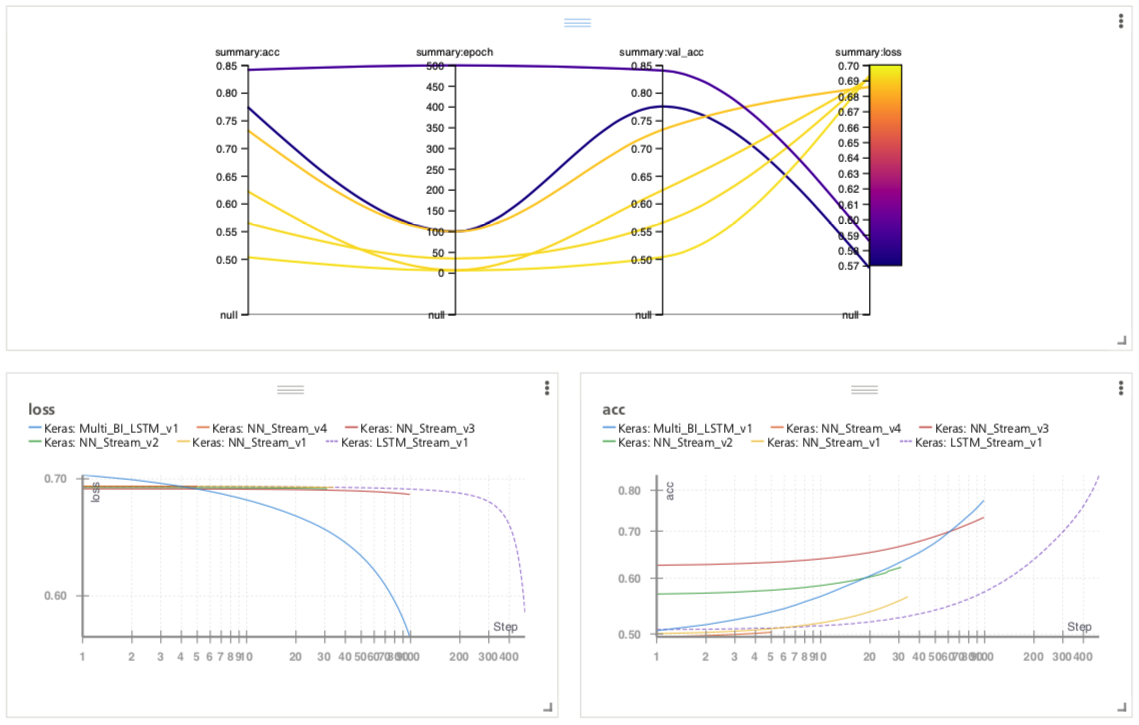 summary:acc summary:epoch summary:val_acc summary:loss
0.85 500 0.85 0.70
0.69
0.80 450 0.80 0.68
400 0.67
0.75 350 0.75 0.66
0.70 300 0.70 0.65
250 0.64
0.65 200 0.65 0.63
0.62
0.60 150 0.60 0.61
0.60
0.55 100 0.55 0.59
50 0.58
0.50 0 0.50 0.57
null null null null
loss
Keras: Multi_BI_LSTM_v1 Keras: NN_Stream_v4 Keras: NN_Stream_v3
Keras: NN_Stream_v2 Keras: NN_Stream_v1 Keras: LSTM_Stream_v1
0.70
loss
0.60
Step
1 2 3 4 5 6 7 8 9 10 20 30 40 50 60 70 80 90 100 200 300 400
acc
Keras: Multi_BI_LSTM_v1 Keras: NN_Stream_v4 Keras: NN_Stream_v3
Keras: NN_Stream_v2 Keras: NN_Stream_v1 Keras: LSTM_Stream_v1
0.80
acc
0.70
0.60
0.50
Step
1 2 3 4 5 6 7 8 9 10 20 30 40 50 60 70 80 90 100 200 300 400